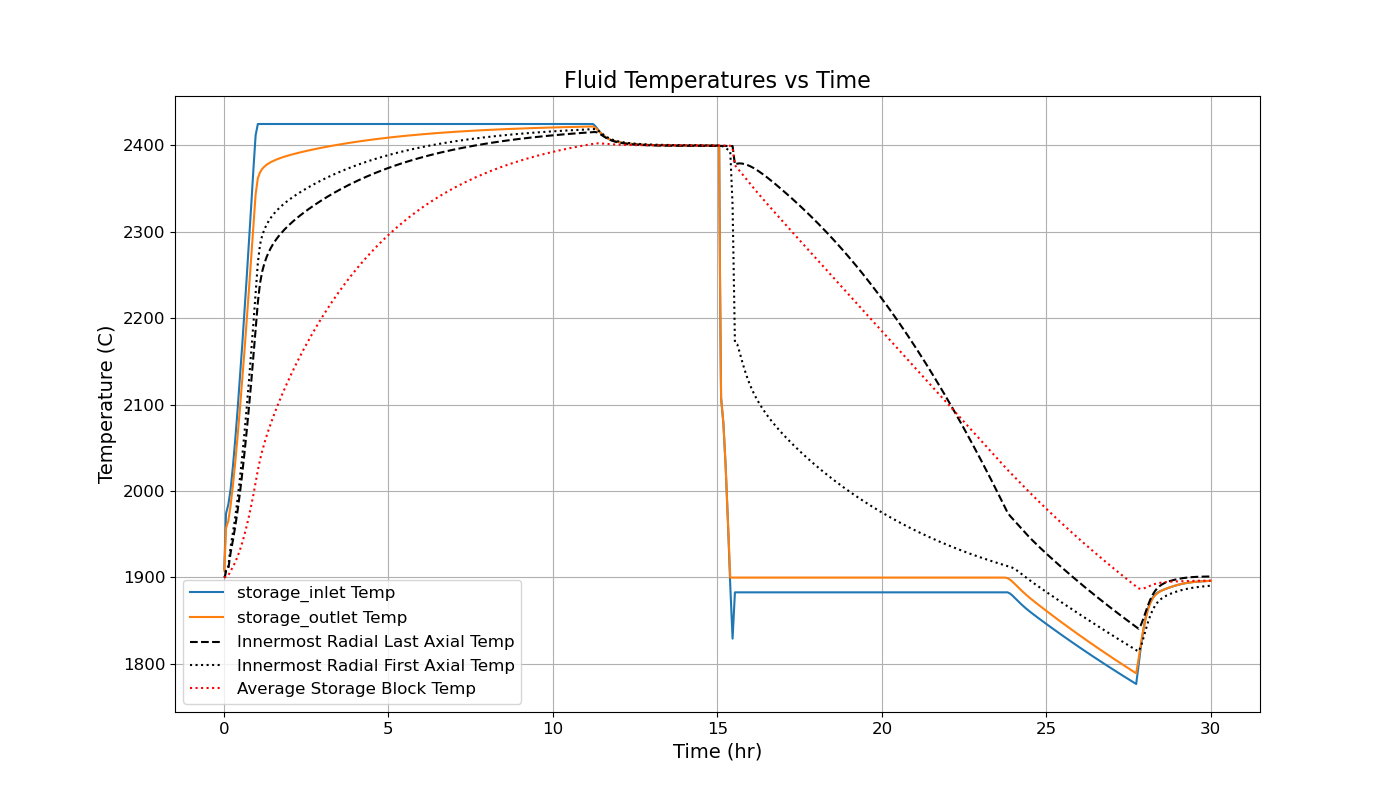 Fluid Temperatures vs Time
Temperature (C)
2400
2300
2200
2100
2000
1900
1800
storage_inlet Temp
storage_outlet Temp
Innermost Radial Last Axial Temp
Innermost Radial First Axial Temp
Average Storage Block Temp
0 5 10 15 20 25 30
Time (hr)